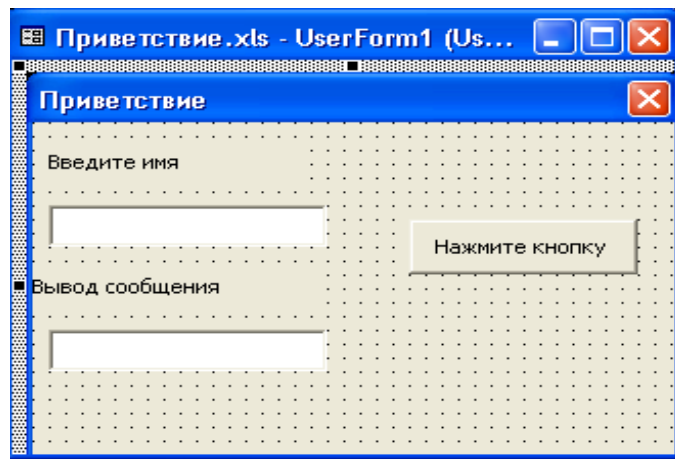 Приветствие.xls - UserForm1 (Us...
Приветствие
Введите имя
Нажмите кнопку
Вывод сообщения